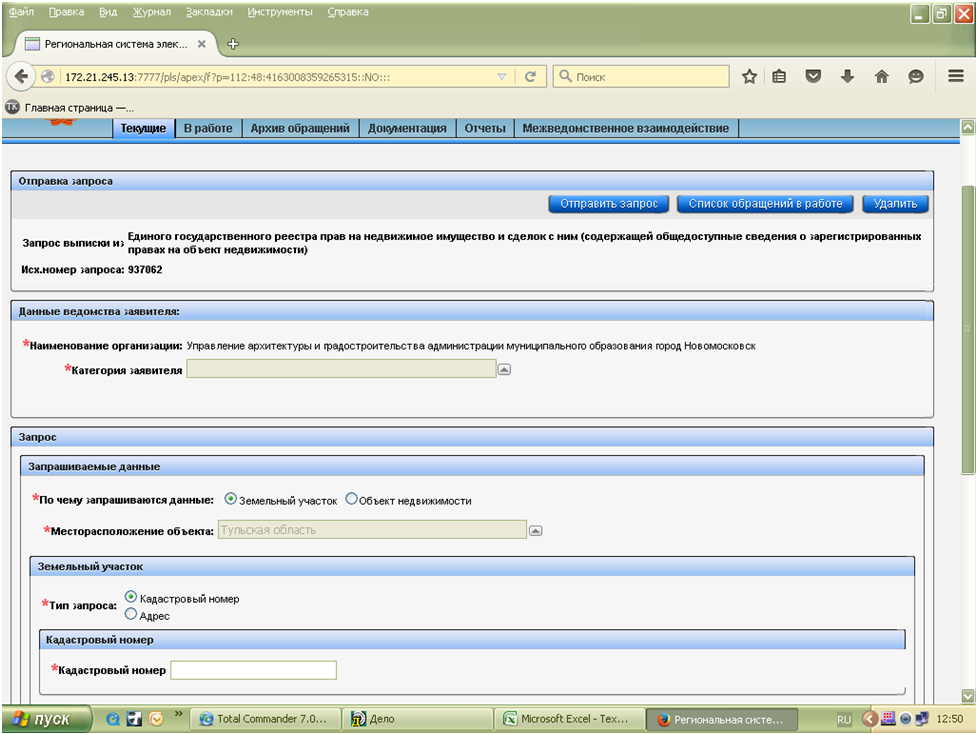 Файл Правка Вид Журнал Закладки Инструменты Справка
Региональная система элек...
172.21.245.13:7777/pls/apex/f?p=112:48:4163008359265315::NO:::
Поиск
Главная страница —...
Текущие В работе Архив обращений Документация Отчеты Межведомственное взаимодействие
Отправка запроса
Отправить запрос Список обращений в работе Удалить
Запрос выписки из Единого государственного реестра прав на недвижимое имущество и сделок с ним (содержащей общедоступные сведения о зарегистрированных
правах на объект недвижимости)
Исх.номер запроса: 937062
Данные ведомства заявителя:
*Наименование организации: Управление архитектуры и градостроительства администрации муниципального образования город Новомосковск
*Категория заявителя
Запрос
Запрашиваемые данные
*По чему запрашиваются данные: Земельный участок Объект недвижимости
*Месторасположение объекта: Тульская область
Земельный участок
*Тип запроса: Кадастровый номер
Адрес
Кадастровый номер
*Кадастровый номер
пуск » Total Commander 7.0... Дело Microsoft Excel - Тех... Региональная систе... RU 12:50